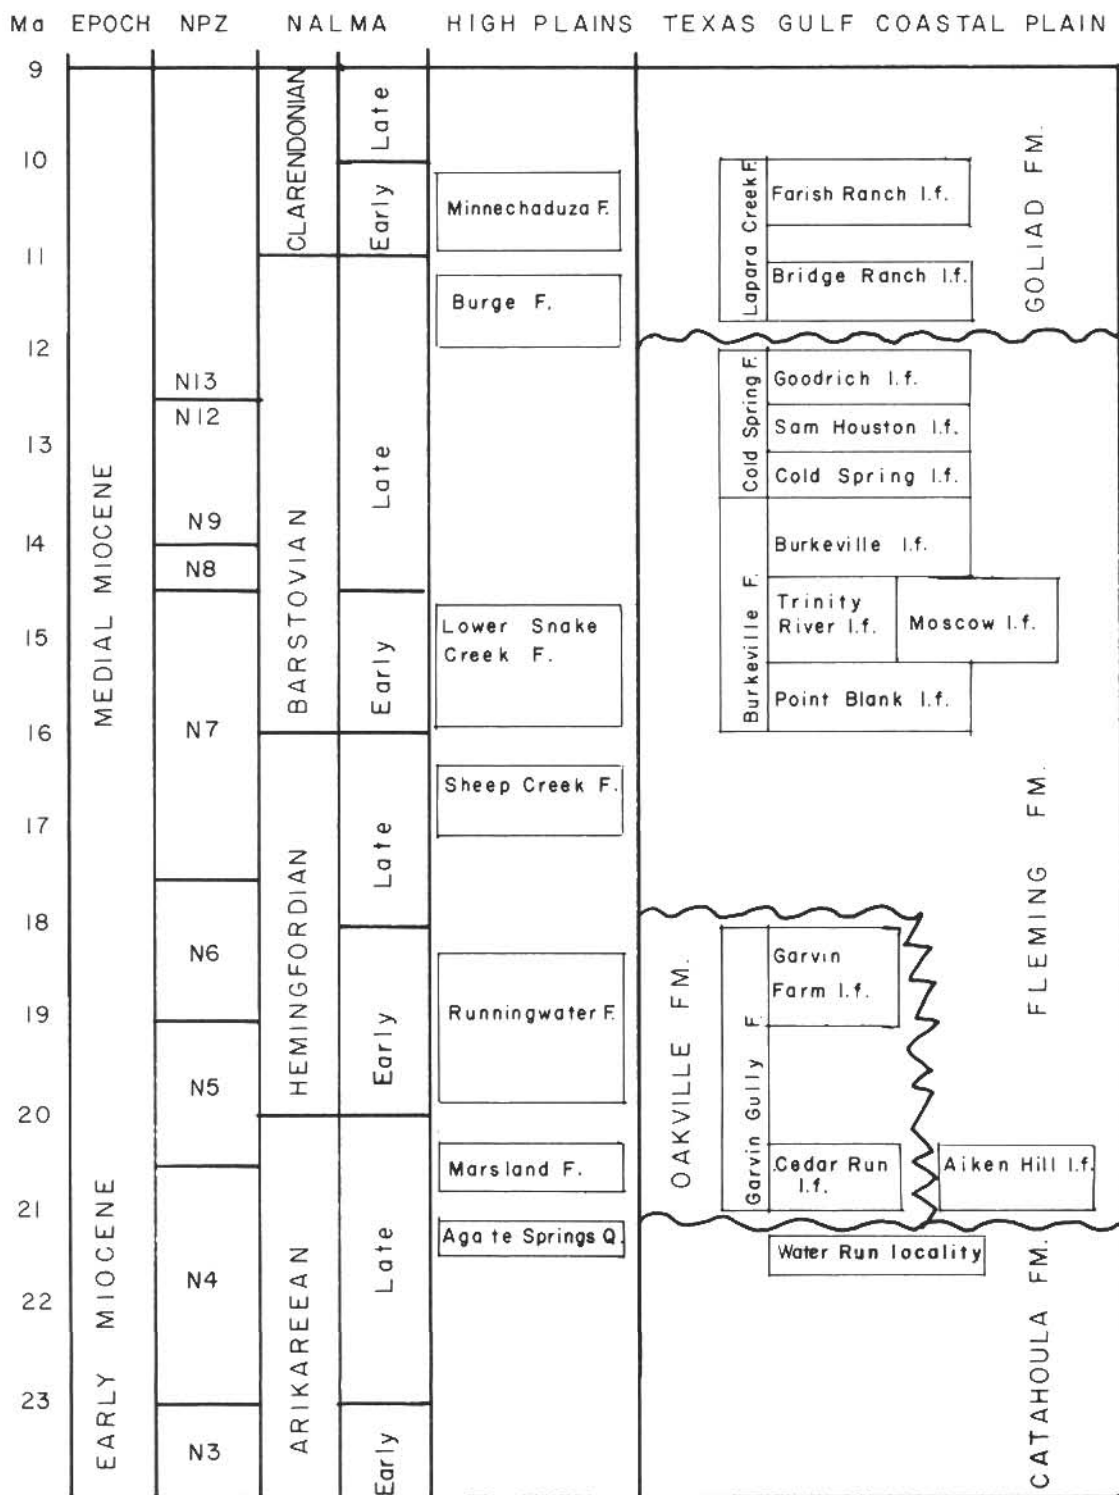 Ma EPOCH NPZ NALMA HIGH PLAINS TEXAS GULF COASTAL PLAIN
9
10
11
12
13
14
15
16
17
18
19
20
21
22
23
MEDIAL MIOCENE
EARLY MIOCENE
N13
N12
N9
N8
N7
N6
N5
N4
N3
CLARENDONIAN
BARSTOVIAN
HEMINGFORDIAN
ARIKAREEAN
Late
Early
Late
Early
Late
Early
Late
Early
Minnechaduza F.
Burge F.
Lower Snake
Creek F.
Sheep Creek F.
Runningwater F.
Marsland F.
Agate Springs Q.
Lapara Creek F.
Farish Ranch l.f.
Bridge Ranch l.f.
GOLIAD FM.
Cold Spring F.
Goodrich l.f.
Sam Houston l.f.
Cold Spring l.f.
Burkeville F.
Burkeville l.f.
Trinity
River l.f.
Moscow l.f.
Point Blank l.f.
FLEMING FM.
OAKVILLE FM.
Garvin Gully F.
Garvin
Farm l.f.
Cedar Run
l.f.
Aiken Hill l.f.
Water Run locality
CATAHOULA FM.